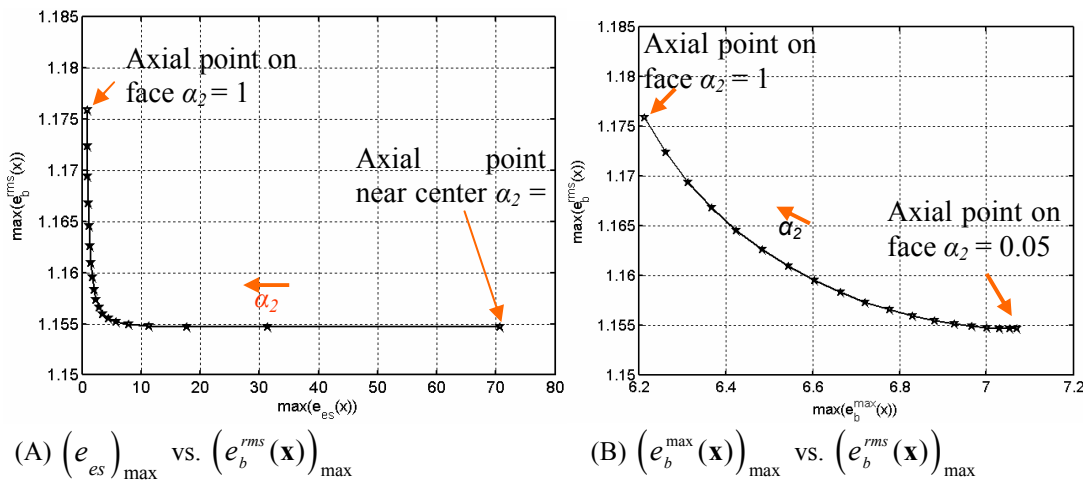 1.185
1.18
1.175
1.17
1.165
1.16
1.155
1.15
max(e_b^rms(x))
Axial point on
face α₂ = 1
Axial point
near center α₂ =
α₂
0 10 20 30 40 50 60 70 80
max(e_es(x))
(A) (e_es)_max vs. (e_b^rms(x))_max
1.185
1.18
1.175
1.17
1.165
1.16
1.155
1.15
max(e_b^rms(x))
Axial point on
face α₂ = 1
α₂
Axial point on
face α₂ = 0.05
6.2 6.4 6.6 6.8 7 7.2
max(e_b^max(x))
(B) (e_b^max(x))_max vs. (e_b^rms(x))_max